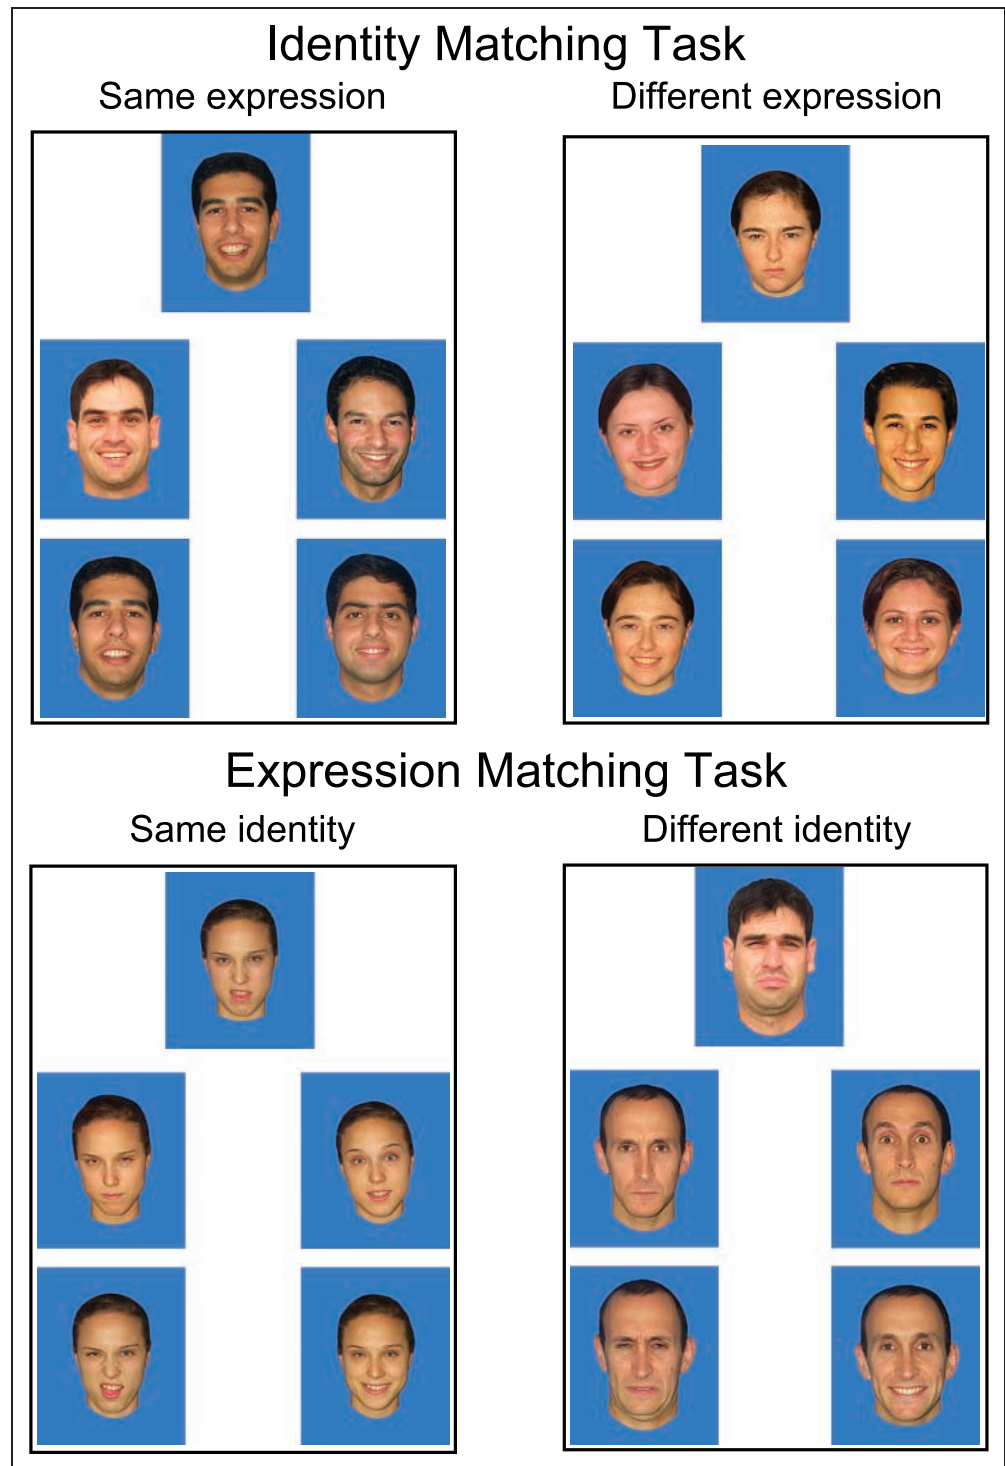 Identity Matching Task
Same expression
Different expression
Expression Matching Task
Same identity
Different identity